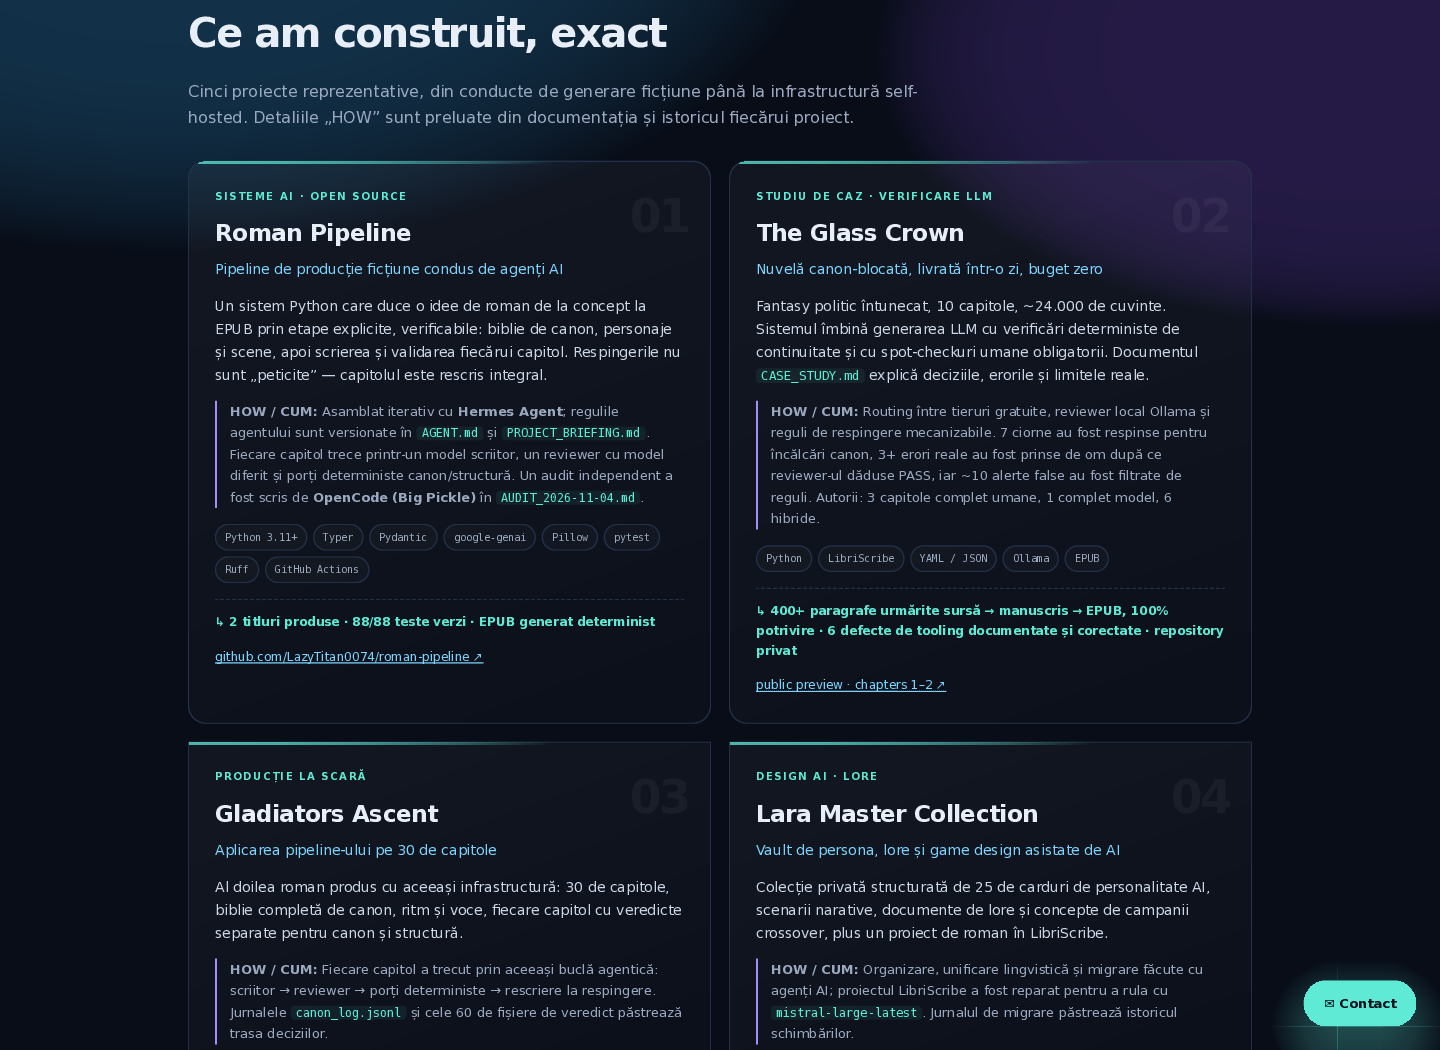 Ce am construit, exact
Cinci proiecte reprezentative, din conducte de generare ficțiune până la infrastructură self-
hosted. Detaliile „HOW” sunt preluate din documentația și istoricul fiecărui proiect.
SISTEME AI · OPEN SOURCE
01
Roman Pipeline
Pipeline de producție ficțiune condus de agenți AI
Un sistem Python care duce o idee de roman de la concept la
EPUB prin etape explicite, verificabile: biblie de canon, personaje
și scene, apoi scrierea și validarea fiecărui capitol. Respingerile nu
sunt „peticite” — capitolul este rescris integral.
HOW / CUM: Asamblat iterativ cu Hermes Agent; regulile
agentului sunt versionate în AGENT.md și PROJECT_BRIEFING.md.
Fiecare capitol trece printr-un model scriitor, un reviewer cu model
diferit și porți deterministe canon/structură. Un audit independent a
fost scris de OpenCode (Big Pickle) în AUDIT_2026-11-04.md.
Python 3.11+ Typer Pydantic google-genai Pillow pytest
Ruff GitHub Actions
↳ 2 titluri produse · 88/88 teste verzi · EPUB generat determinist
github.com/LazyTitan0074/roman-pipeline ↗
STUDIU DE CAZ · VERIFICARE LLM
02
The Glass Crown
Nuvelă canon-blocată, livrată într-o zi, buget zero
Fantasy politic întunecat, 10 capitole, ~24.000 de cuvinte.
Sistemul îmbină generarea LLM cu verificări deterministe de
continuitate și cu spot-checkuri umane obligatorii. Documentul
CASE_STUDY.md explică deciziile, erorile și limitele reale.
HOW / CUM: Routing între tieruri gratuite, reviewer local Ollama și
reguli de respingere mecanizabile. 7 ciorne au fost respinse pentru
încălcări canon, 3+ erori reale au fost prinse de om după ce
reviewer-ul dăduse PASS, iar ~10 alerte false au fost filtrate de
reguli. Autorii: 3 capitole complet umane, 1 complet model, 6
hibride.
Python LibriScribe YAML / JSON Ollama EPUB
↳ 400+ paragrafe urmărite sursă → manuscris → EPUB, 100%
potrivire · 6 defecte de tooling documentate și corectate · repository
privat
public preview · chapters 1–2 ↗
PRODUCȚIE LA SCARĂ
03
Gladiators Ascent
Aplicarea pipeline-ului pe 30 de capitole
Al doilea roman produs cu aceeași infrastructură: 30 de capitole,
biblie completă de canon, ritm și voce, fiecare capitol cu veredicte
separate pentru canon și structură.
HOW / CUM: Fiecare capitol a trecut prin aceeași buclă agentică:
scriitor → reviewer → porți deterministe → rescriere la respingere.
Jurnalele canon_log.jsonl și cele 60 de fișiere de veredict păstrează
trasa deciziilor.
DESIGN AI · LORE
04
Lara Master Collection
Vault de persona, lore și game design asistate de AI
Colecție privată structurată de 25 de carduri de personalitate AI,
scenarii narative, documente de lore și concepte de campanii
crossover, plus un proiect de roman în LibriScribe.
HOW / CUM: Organizare, unificare lingvistică și migrare făcute cu
agenți AI; proiectul LibriScribe a fost reparat pentru a rula cu
mistral-large-latest. Jurnalul de migrare păstrează istoricul
schimbărilor.
✉ Contact